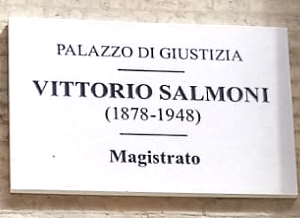 PALAZZO DI GIUSTIZIA
VITTORIO SALMONI
(1878-1948)
Magistrato